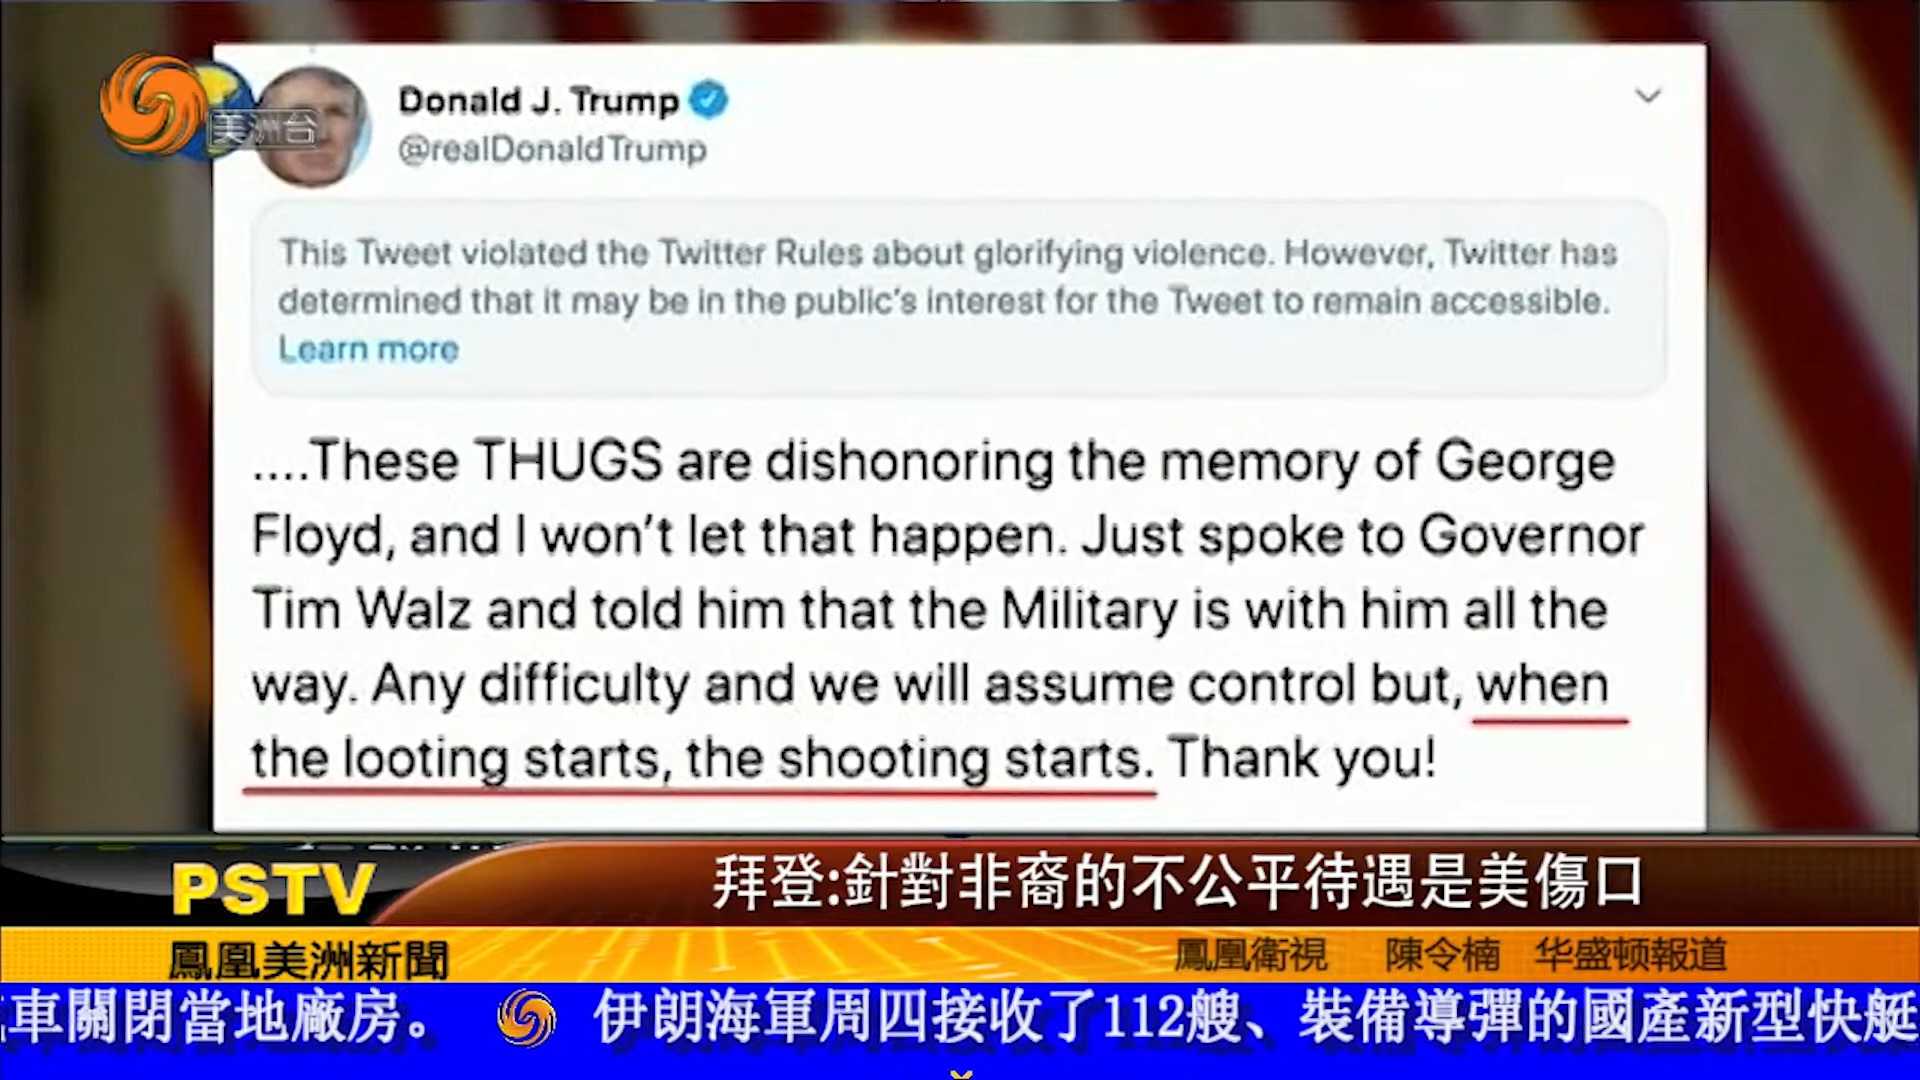 美洲台
Donald J. Trump
@realDonaldTrump
This Tweet violated the Twitter Rules about glorifying violence. However, Twitter has
determined that it may be in the public's interest for the Tweet to remain accessible.
Learn more
....These THUGS are dishonoring the memory of George
Floyd, and I won't let that happen. Just spoke to Governor
Tim Walz and told him that the Military is with him all the
way. Any difficulty and we will assume control but, when
the looting starts, the shooting starts. Thank you!
PSTV
拜登:針對非裔的不公平待遇是美傷口
鳳凰美洲新聞
鳳凰衛視 陳令楠 华盛顿報道
車關閉當地廠房。 伊朗海軍周四接收了112艘、裝備導彈的國產新型快艇